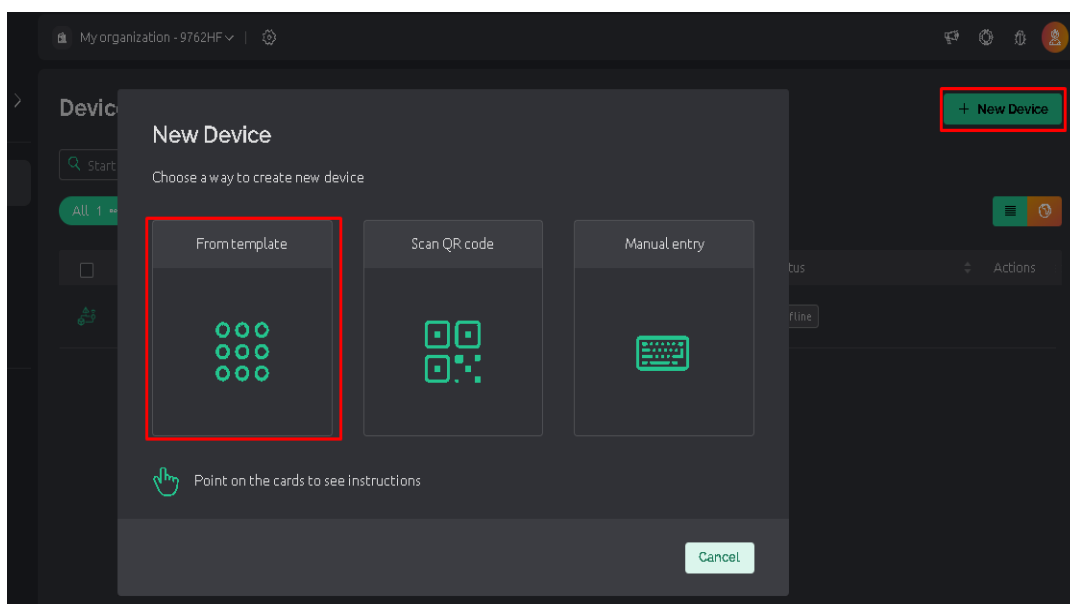 My organization - 9762HF
Devic
+ New Device
New Device
Start
Choose a way to create new device
All 1
From template
Scan QR code
Manual entry
tus
Actions
fline
Point on the cards to see instructions
Cancel